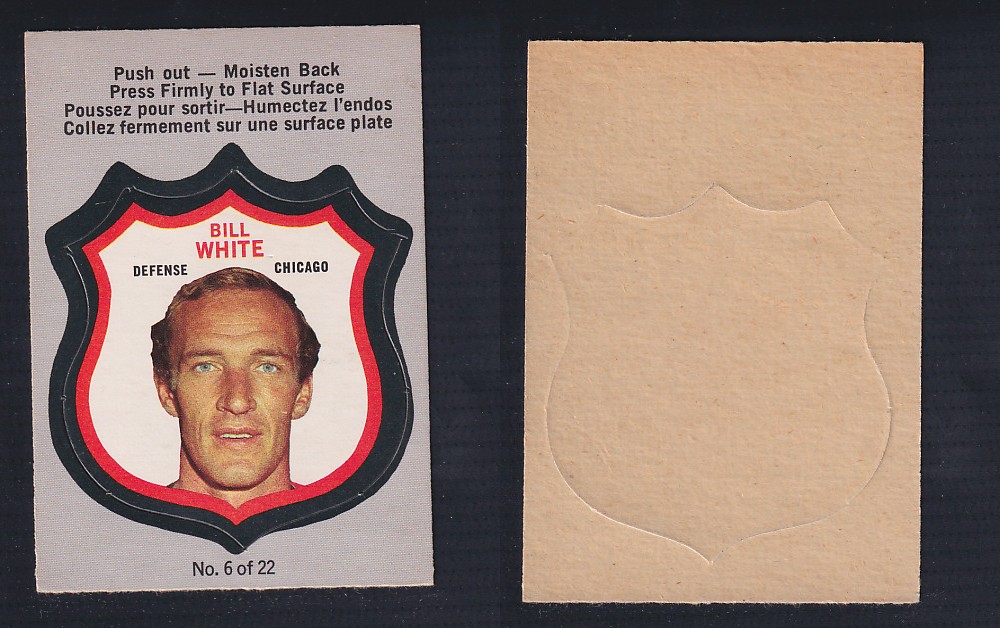 Push out — Moisten Back
Press Firmly to Flat Surface
Poussez pour sortir—Humectez l'endos
Collez fermement sur une surface plate
BILL
WHITE
DEFENSE CHICAGO
No. 6 of 22